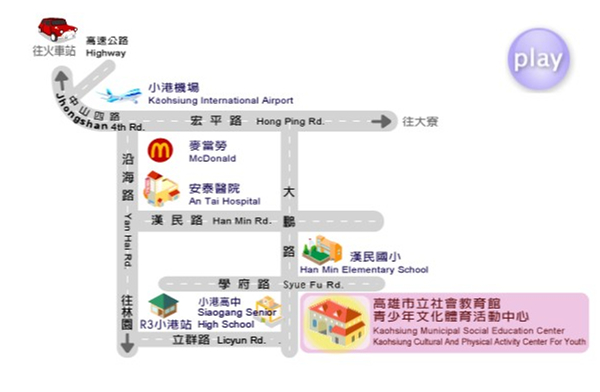 高速公路
Highway
往火車站
play
小港機場
Kaohsiung International Airport
中山四路
Jhongshan 4th Rd.
宏平路 Hong Ping Rd.
往大寮
麥當勞
McDonald
沿海路 Yan Hai Rd.
安泰醫院
An Tai Hospital
大鵬路
漢民路 Han Min Rd.
漢民國小
Han Min Elementary School
學府路 Syue Fu Rd.
往林園
小港高中
Siaogang Senior
High School
R3小港站
立群路 Licyun Rd.
高雄市立社會教育館
青少年文化體育活動中心
Kaohsiung Municipal Social Education Center
Kaohsiung Cultural And Physical Activity Center For Youth